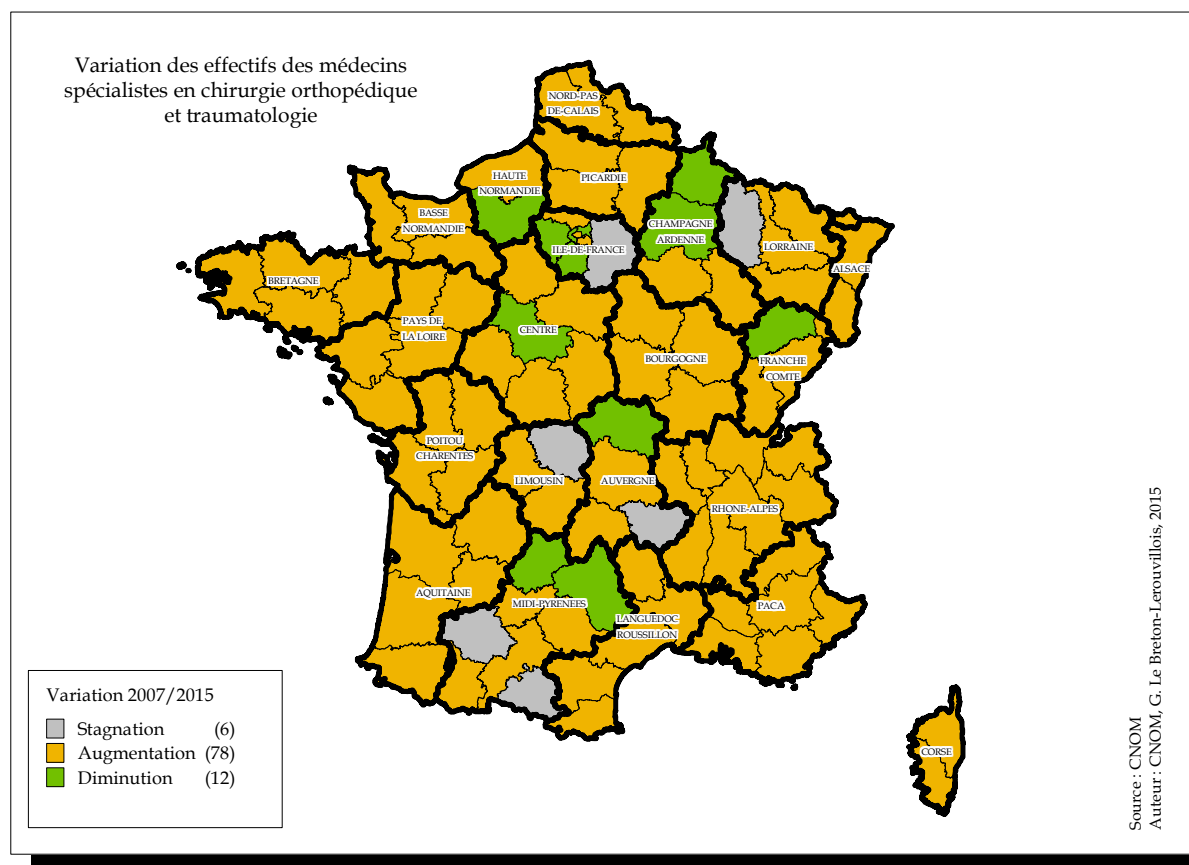 Variation des effectifs des médecins
spécialistes en chirurgie orthopédique
et traumatologie
NORD-PAS
DE-CALAIS
HAUTE
NORMANDIE
PICARDIE
BASSE
NORMANDIE
ILE-DE-FRANCE
CHAMPAGNE
ARDENNE
LORRAINE
ALSACE
BRETAGNE
PAYS DE
LA LOIRE
CENTRE
BOURGOGNE
FRANCHE
COMTE
POITOU
CHARENTES
LIMOUSIN
AUVERGNE
RHONE-ALPES
AQUITAINE
MIDI-PYRENEES
LANGUEDOC
ROUSSILLON
PACA
CORSE
Variation 2007/2015
Stagnation (6)
Augmentation (78)
Diminution (12)
Source : CNOM
Auteur : CNOM, G. Le Breton-Lerouvillois, 2015